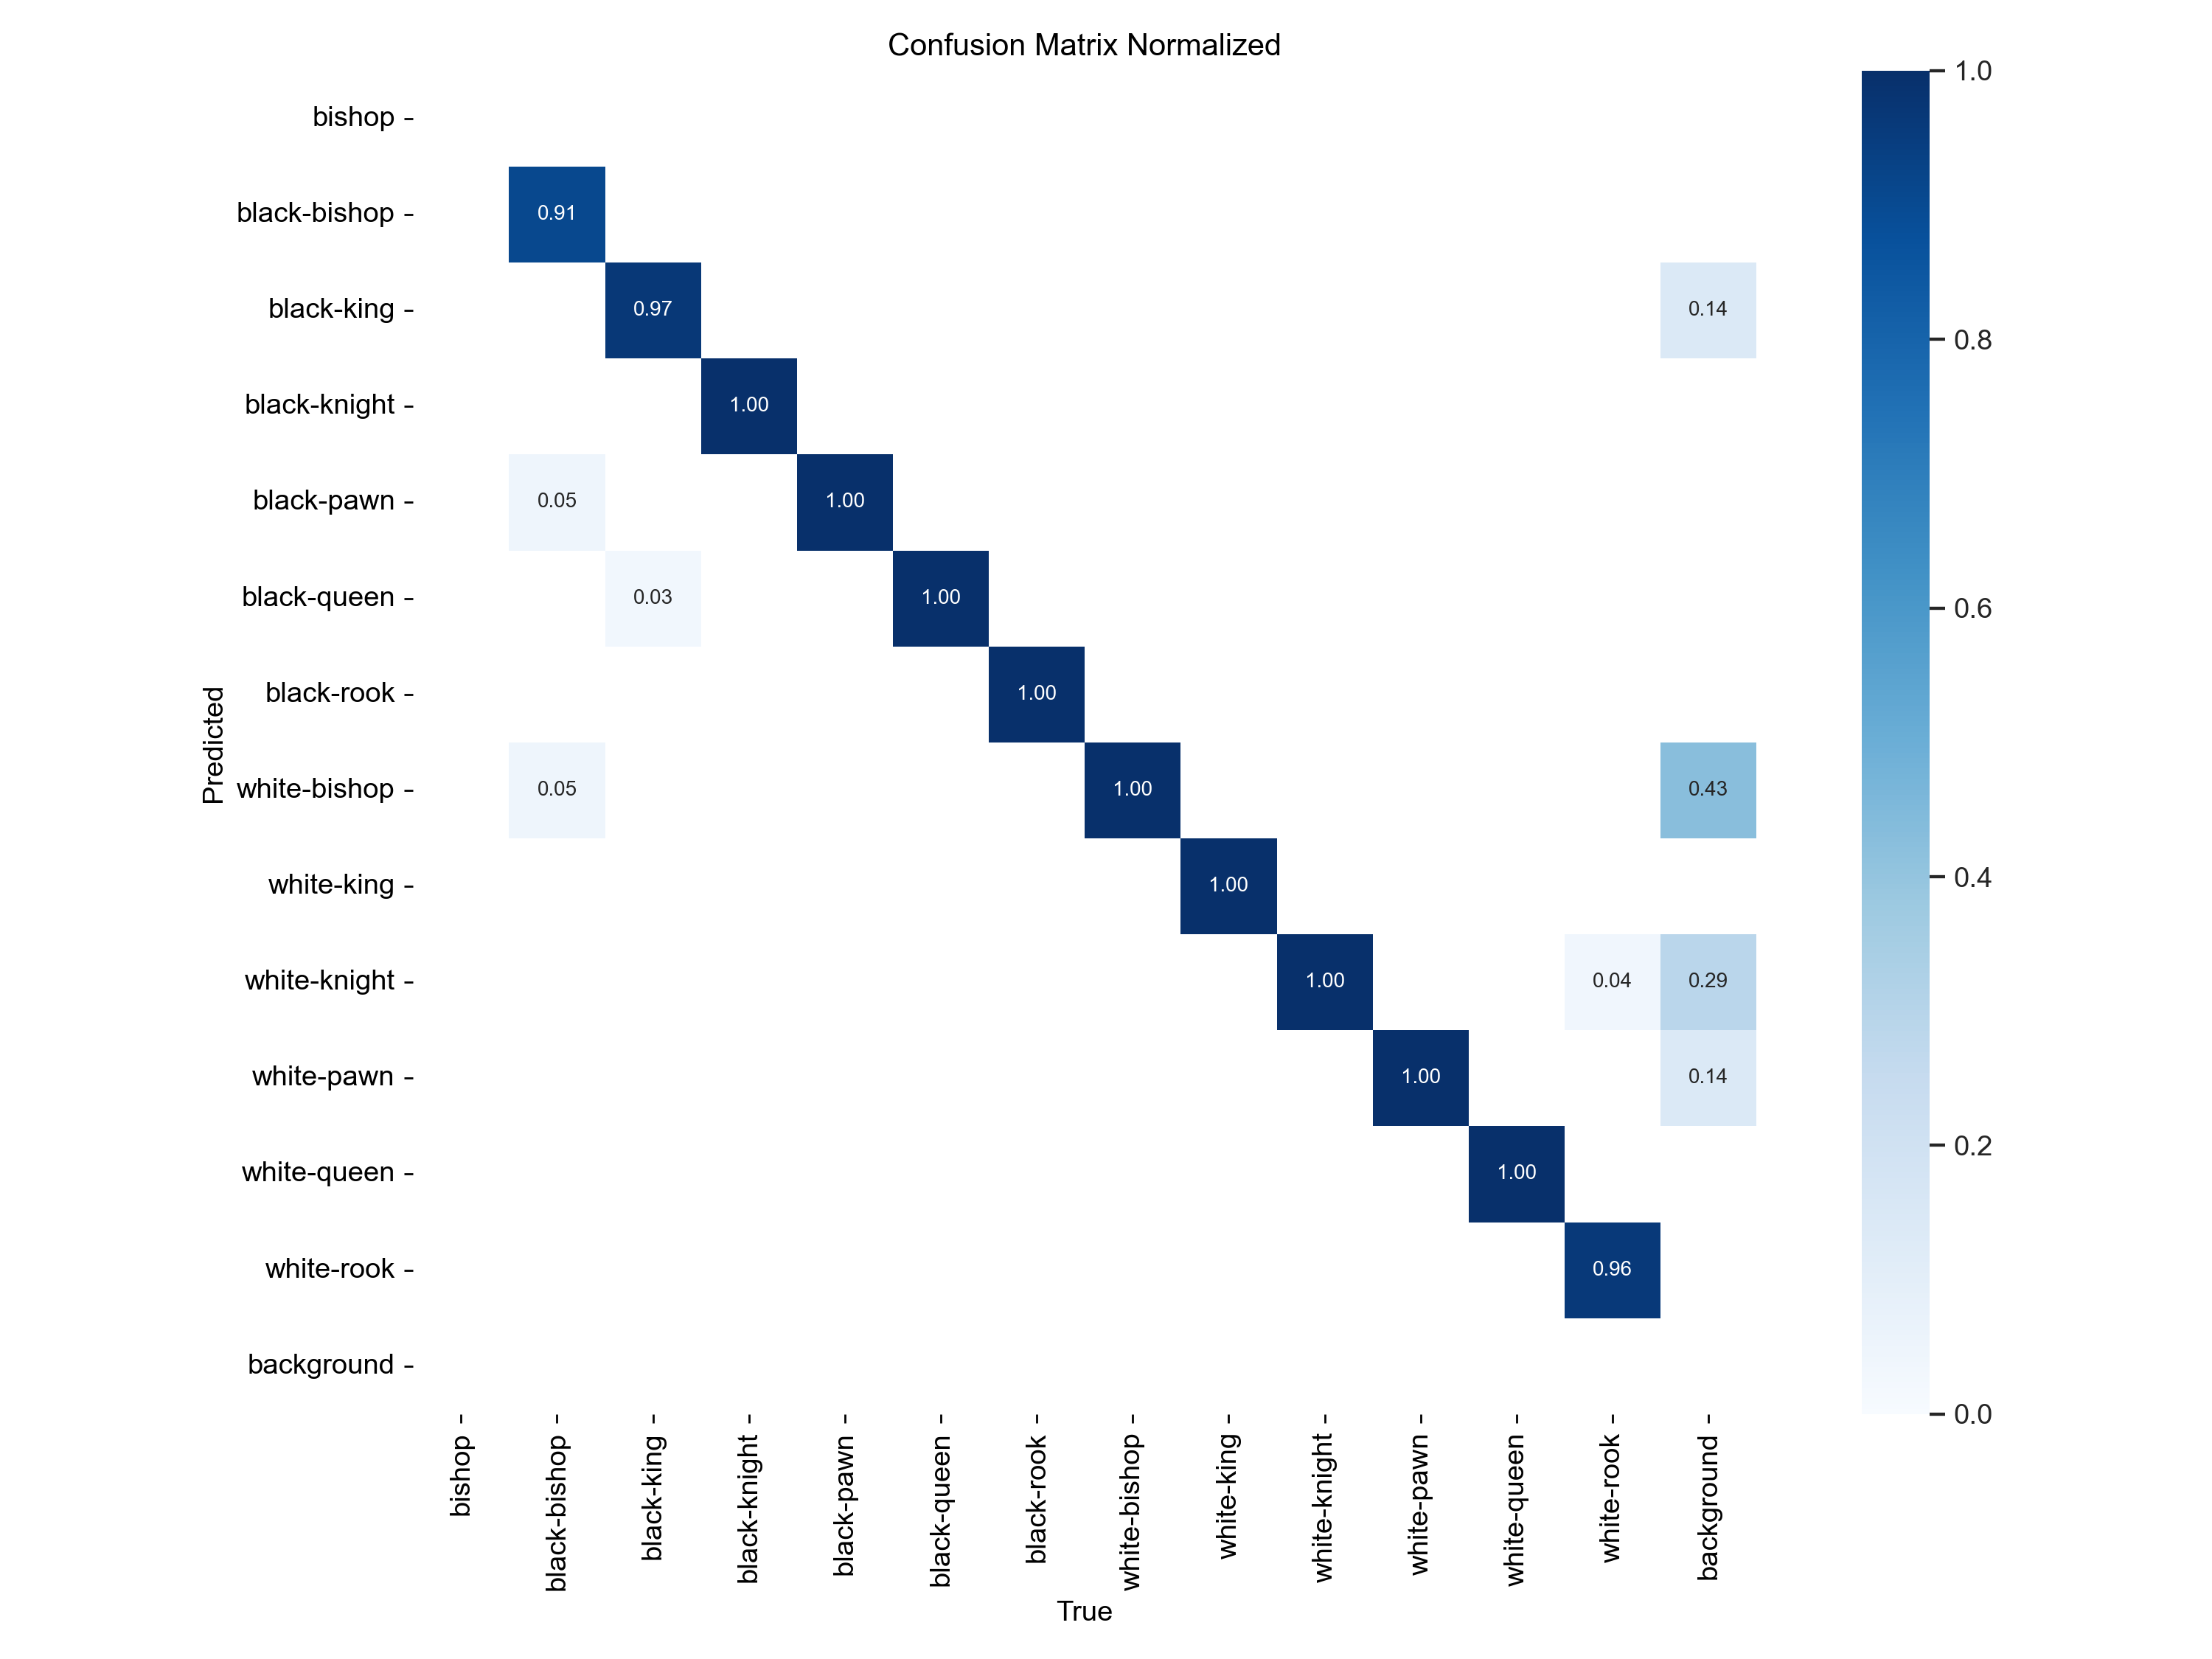 Confusion Matrix Normalized
bishop
black-bishop 0.91
black-king 0.97 0.14
black-knight 1.00
black-pawn 0.05 1.00
black-queen 0.03 1.00
black-rook 1.00
white-bishop 0.05 1.00 0.43
white-king 1.00
white-knight 1.00 0.04 0.29
white-pawn 1.00 0.14
white-queen 1.00
white-rook 0.96
background
Predicted
bishop
black-bishop
black-king
black-knight
black-pawn
black-queen
black-rook
white-bishop
white-king
white-knight
white-pawn
white-queen
white-rook
background
True
1.0
0.8
0.6
0.4
0.2
0.0